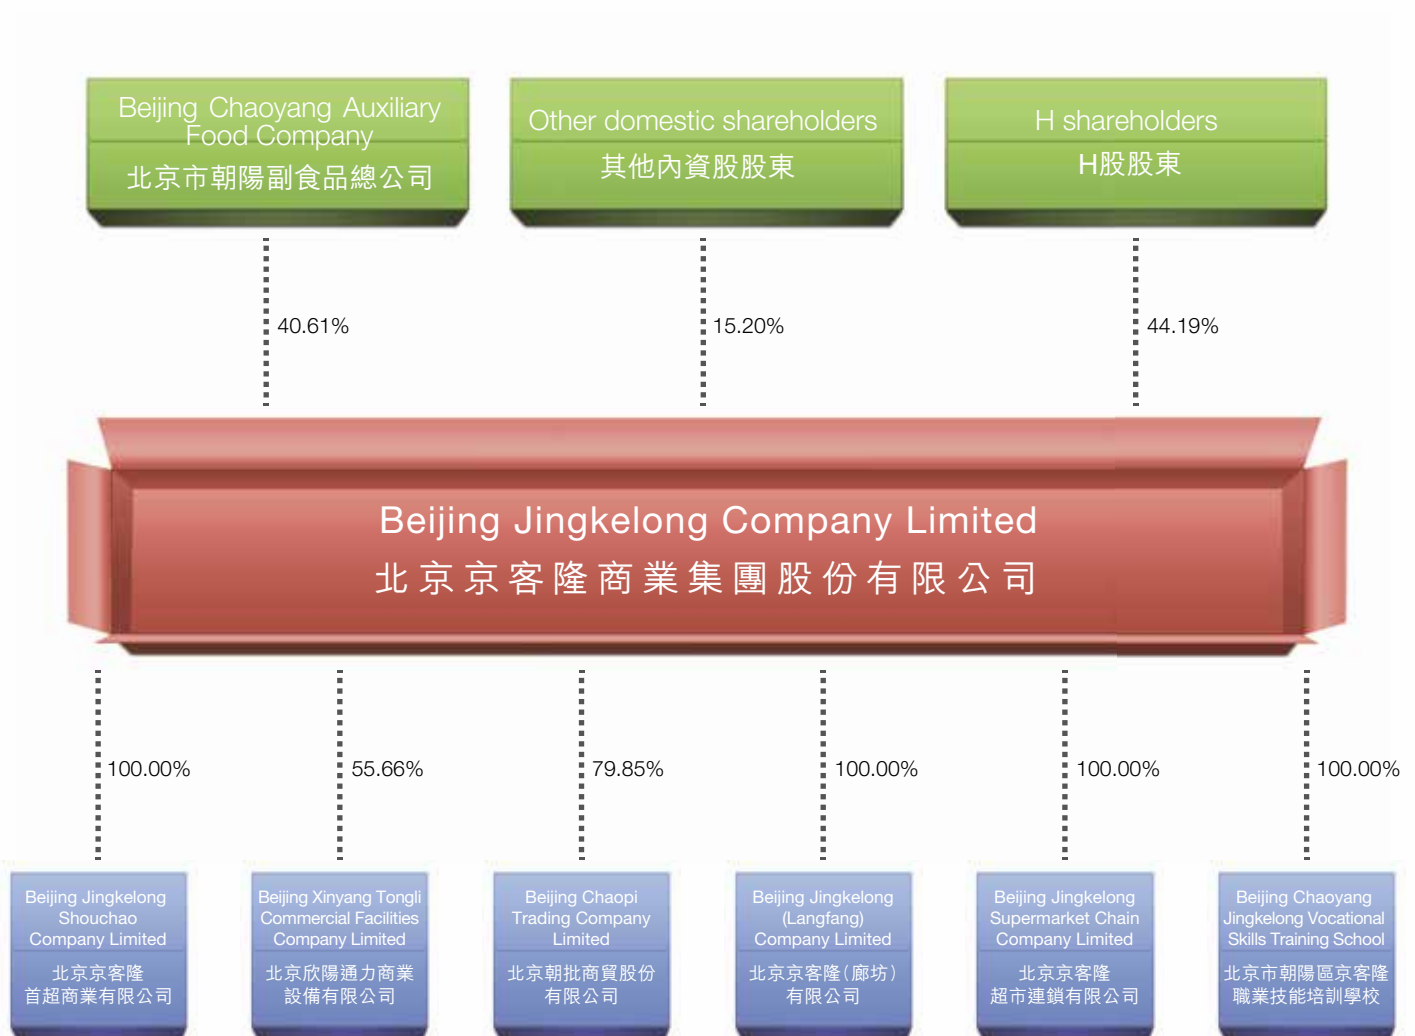 Beijing Chaoyang Auxiliary
Food Company
北京市朝陽副食品總公司
Other domestic shareholders
其他內資股股東
H shareholders
H股股東
40.61%
15.20%
44.19%
Beijing Jingkelong Company Limited
北京京客隆商業集團股份有限公司
100.00%
55.66%
79.85%
100.00%
100.00%
100.00%
Beijing Jingkelong
Shouchao
Company Limited
北京京客隆
首超商業有限公司
Beijing Xinyang Tongli
Commercial Facilities
Company Limited
北京欣陽通力商業
設備有限公司
Beijing Chaopi
Trading Company
Limited
北京朝批商貿股份
有限公司
Beijing Jingkelong
(Langfang)
Company Limited
北京京客隆（廊坊）
有限公司
Beijing Jingkelong
Supermarket Chain
Company Limited
北京京客隆
超市連鎖有限公司
Beijing Chaoyang
Jingkelong Vocational
Skills Training School
北京市朝陽區京客隆
職業技能培訓學校